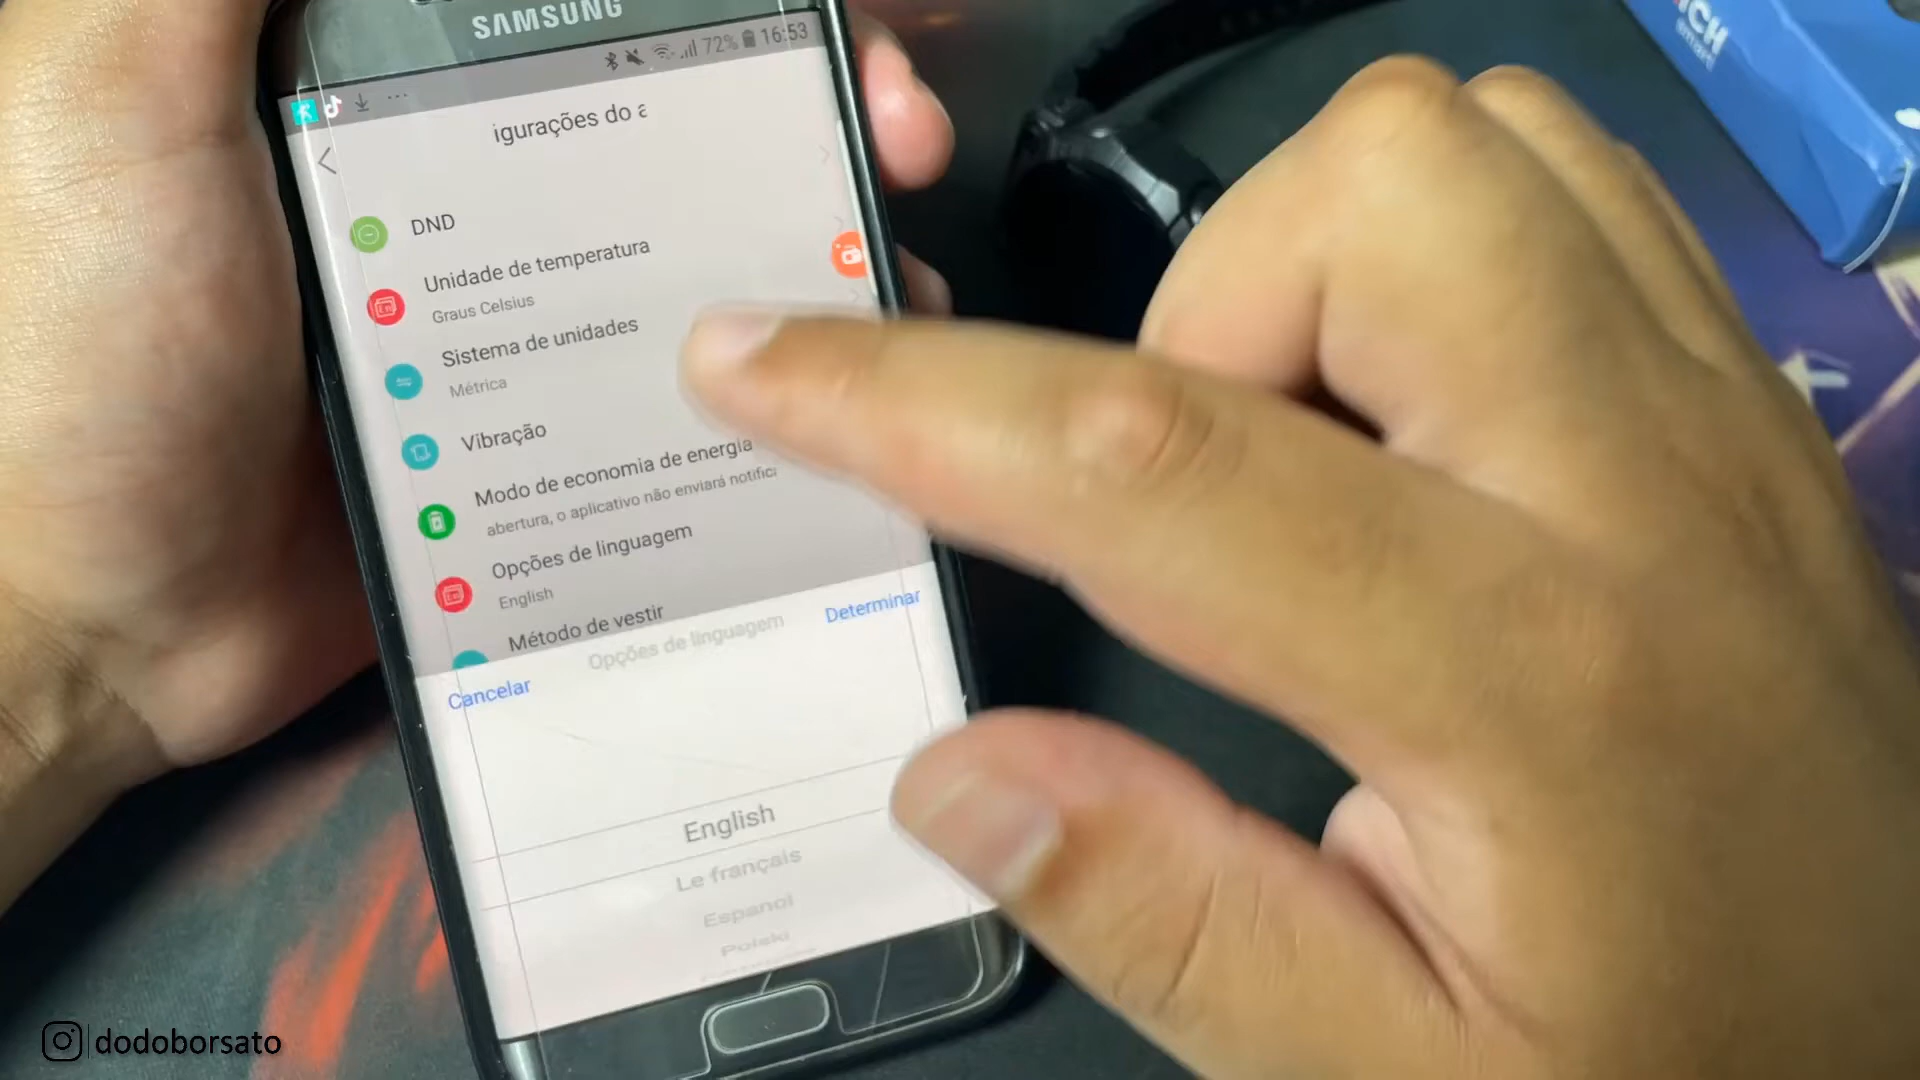 SAMSUNG
72% 16:53
igurações do a
DND
Unidade de temperatura
Graus Celsius
Sistema de unidades
Métrica
Vibração
Modo de economia de energia
abertura, o aplicativo não enviará notific
Opções de linguagem
English
Método de vestir
Opções de linguagem
Determinar
Cancelar
English
Le français
Espanol
Polski
dodoborsato